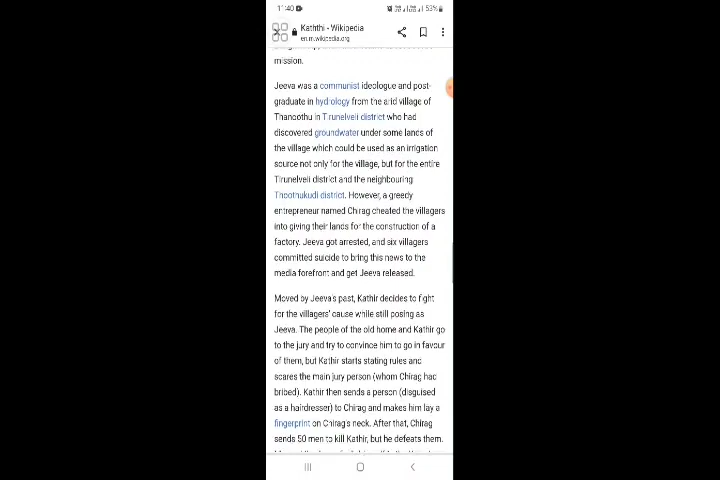 11:40
53%
Kaththi - Wikipedia
en.m.wikipedia.org
mission.
Jeeva was a communist ideologue and post-
graduate in hydrology from the arid village of
Thanoothu in Tirunelveli district who had
discovered groundwater under some lands of
the village which could be used as an irrigation
source not only for the village, but for the entire
Tirunelveli district and the neighbouring
Thoothukudi district. However, a greedy
entrepreneur named Chirag cheated the villagers
into giving their lands for the construction of a
factory. Jeeva got arrested, and six villagers
committed suicide to bring this news to the
media forefront and get Jeeva released.
Moved by Jeeva's past, Kathir decides to fight
for the villagers' cause while still posing as
Jeeva. The people of the old home and Kathir go
to the jury and try to convince him to go in favour
of them, but Kathir starts stating rules and
scares the main jury person (whom Chirag had
bribed). Kathir then sends a person (disguised
as a hairdresser) to Chirag and makes him lay a
fingerprint on Chirag's neck. After that, Chirag
sends 50 men to kill Kathir, but he defeats them.